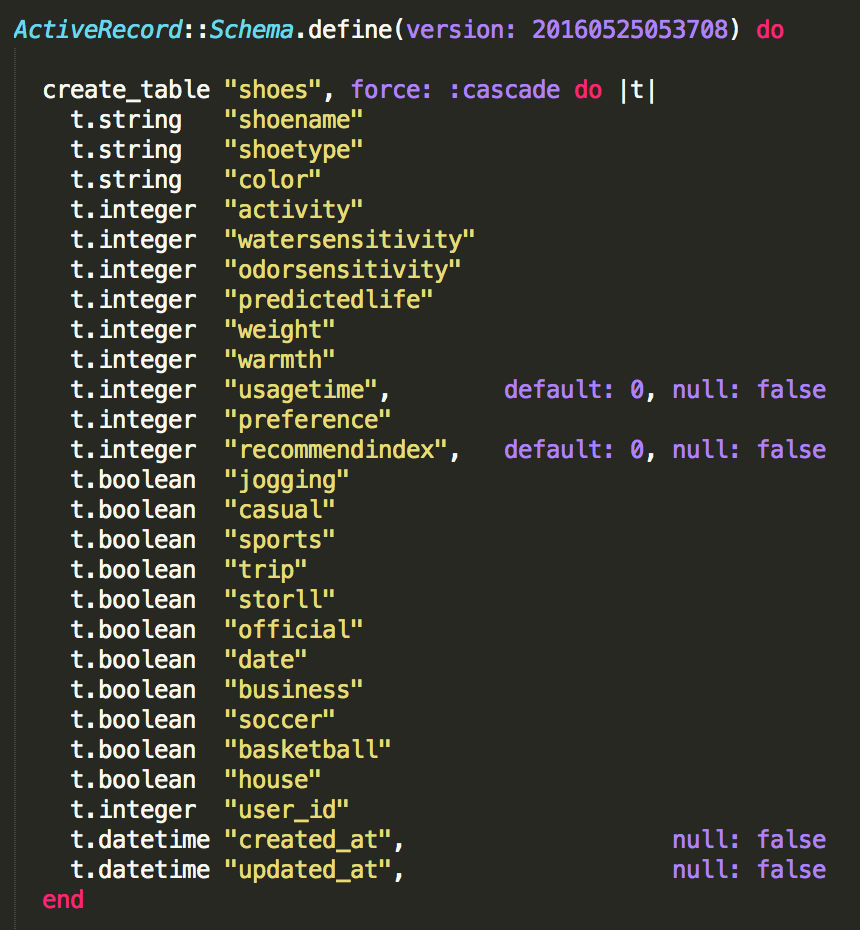 ActiveRecord::Schema.define(version: 20160525053708) do
create_table "shoes", force: :cascade do |t|
t.string "shoename"
t.string "shoetype"
t.string "color"
t.integer "activity"
t.integer "watersensitivity"
t.integer "odorsensitivity"
t.integer "predictedlife"
t.integer "weight"
t.integer "warmth"
t.integer "usagetime", default: 0, null: false
t.integer "preference"
t.integer "recommendindex", default: 0, null: false
t.boolean "jogging"
t.boolean "casual"
t.boolean "sports"
t.boolean "trip"
t.boolean "storll"
t.boolean "official"
t.boolean "date"
t.boolean "business"
t.boolean "soccer"
t.boolean "basketball"
t.boolean "house"
t.integer "user_id"
t.datetime "created_at", null: false
t.datetime "updated_at", null: false
end